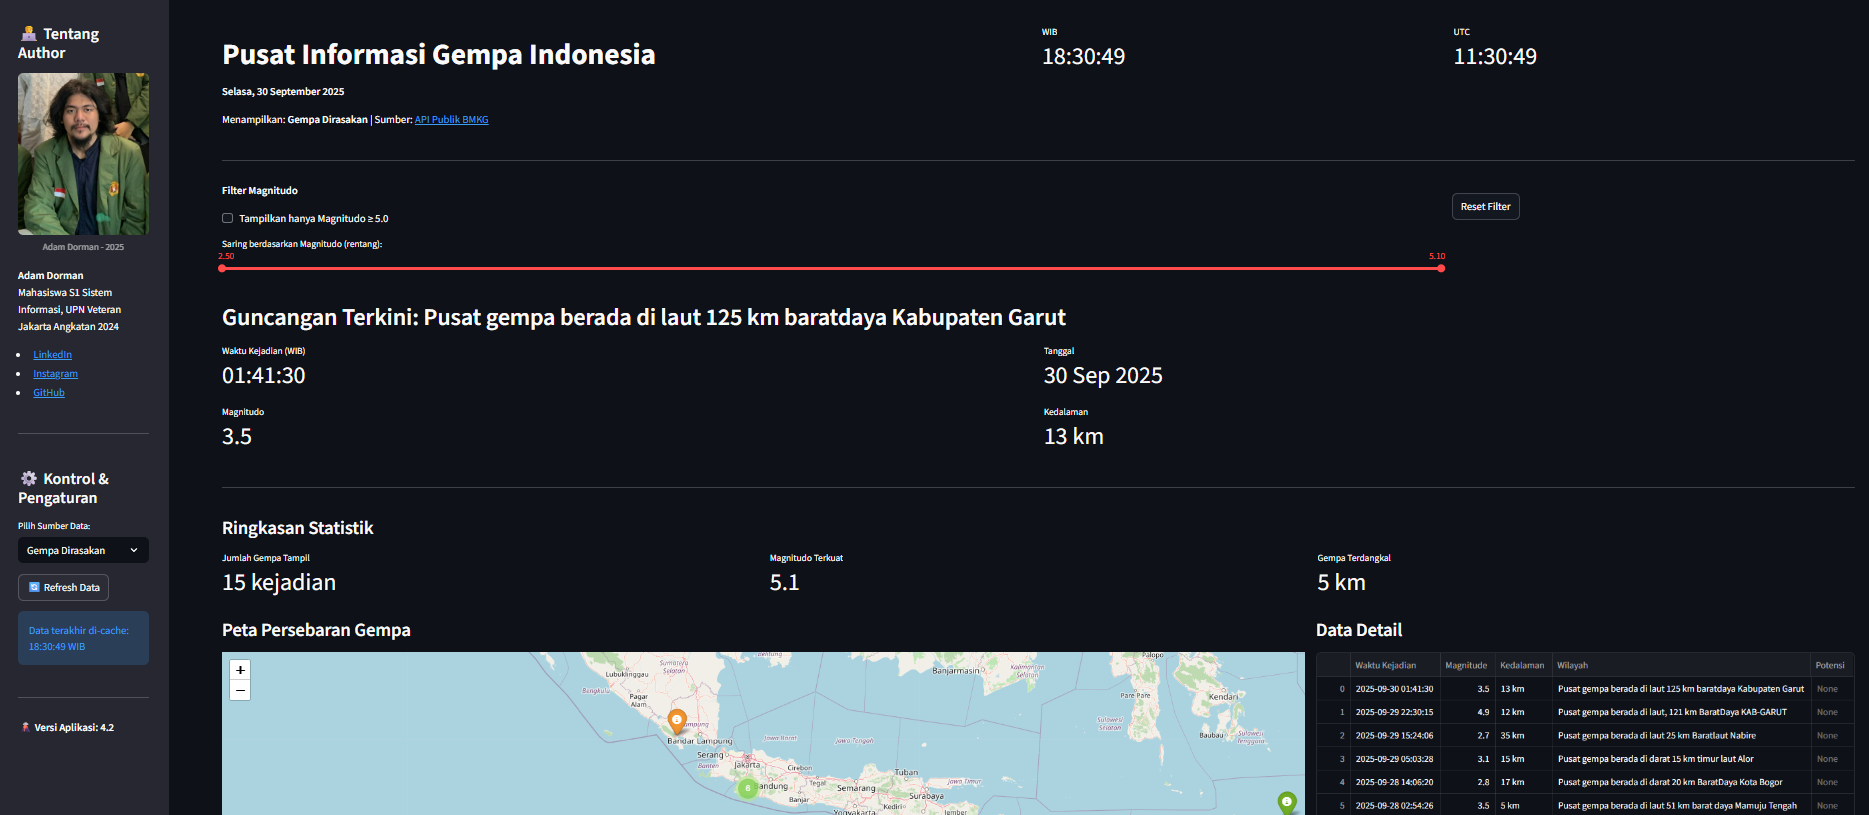 Tentang
Author
Adam Dorman - 2025
Adam Dorman
Mahasiswa S1 Sistem
Informasi, UPN Veteran
Jakarta Angkatan 2024
LinkedIn
Instagram
GitHub
Kontrol &
Pengaturan
Pilih Sumber Data:
Gempa Dirasakan
Refresh Data
Data terakhir di-cache:
18:30:49 WIB
Versi Aplikasi: 4.2
Pusat Informasi Gempa Indonesia
WIB
18:30:49
UTC
11:30:49
Selasa, 30 September 2025
Menampilkan: Gempa Dirasakan | Sumber: API Publik BMKG
Filter Magnitudo
Tampilkan hanya Magnitudo ≥ 5.0
Reset Filter
Saring berdasarkan Magnitudo (rentang):
2.50 5.10
Guncangan Terkini: Pusat gempa berada di laut 125 km baratdaya Kabupaten Garut
Waktu Kejadian (WIB)
01:41:30
Tanggal
30 Sep 2025
Magnitudo
3.5
Kedalaman
13 km
Ringkasan Statistik
Jumlah Gempa Tampil
15 kejadian
Magnitudo Terkuat
5.1
Gempa Terdangkal
5 km
Peta Persebaran Gempa
+
−
Sumatera
Selatan
Lubuklinggau
Bengkulu
Pagar
Alam
Lampung
Bandar Lampung
Serang
Banten
Jakarta
Jawa Barat
Cirebon
Tegal
6
andung
Banjar
Jawa Tengah
Semarang
Yogyakarta
Tuban
Surabaya
Kediri
Jawa Timur
Jember
Belitung
Banjarmasin
Kalimantan
Selatan
Palopo
Pare Pare
Sulawesi
Selatan
Kendari
Baubau
Sulawesi
Tenggara
Data Detail
Waktu Kejadian Magnitude Kedalaman Wilayah Potensi
0 2025-09-30 01:41:30 3.5 13 km Pusat gempa berada di laut 125 km baratdaya Kabupaten Garut None
1 2025-09-29 22:30:15 4.9 12 km Pusat gempa berada di laut, 121 km BaratDaya KAB-GARUT None
2 2025-09-29 15:24:06 2.7 35 km Pusat gempa berada di laut 25 km Baratlaut Nabire None
3 2025-09-29 05:03:28 3.1 15 km Pusat gempa berada di darat 15 km timur laut Alor None
4 2025-09-28 14:06:20 2.8 17 km Pusat gempa berada di darat 20 km BaratDaya Kota Bogor None
5 2025-09-28 02:54:26 3.5 5 km Pusat gempa berada di laut 51 km barat daya Mamuju Tengah None